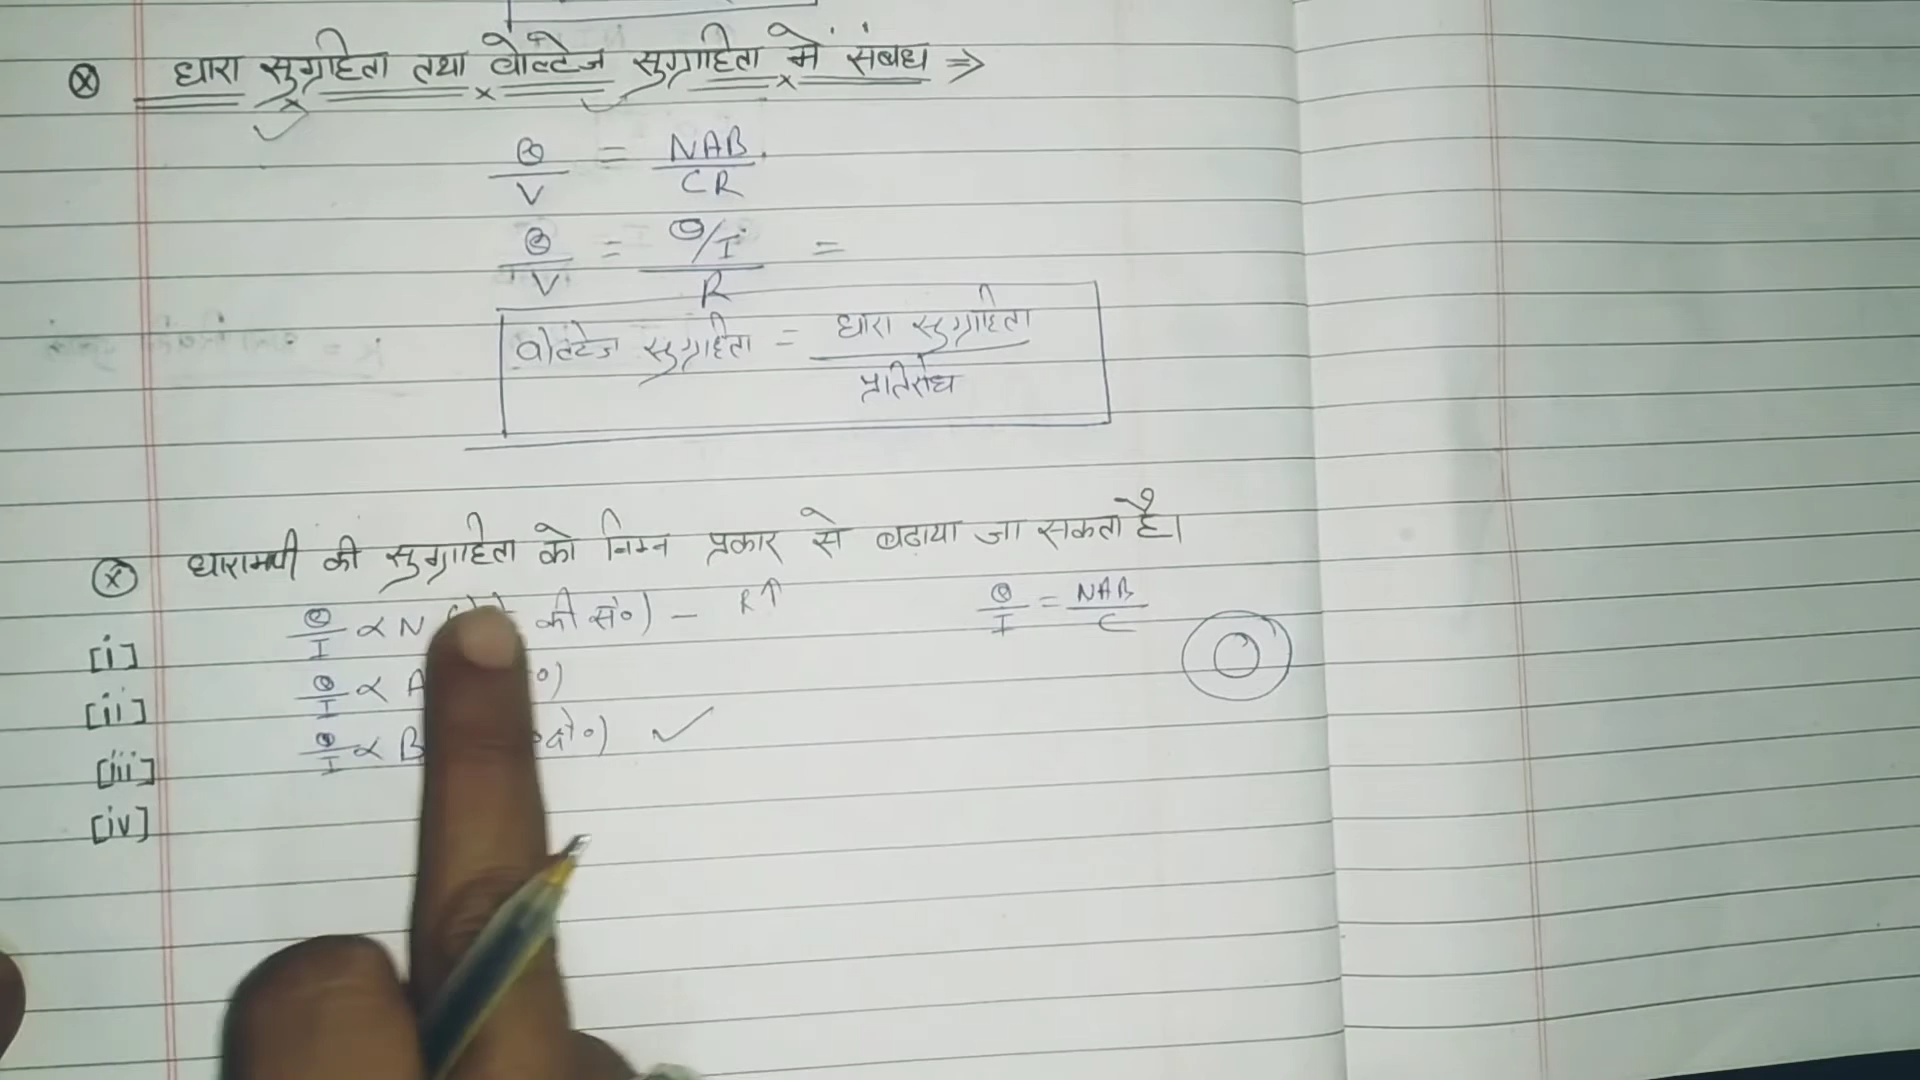 ⊗ धारा सुग्राहिता तथा वोल्टेज सुग्राहिता में संबंध ⇒
θ/V = NAB/CR
θ/V = (θ/I)/R =
वोल्टेज सुग्राहिता = धारा सुग्राहिता / प्रतिरोध
⊗ धारामापी की सुग्राहिता को निम्न प्रकार से बढ़ाया जा सकता है।
[i] θ/I ∝ N ( की सं०) — R↑ θ/I = NAB/C
[ii] θ/I ∝ A
[iii] θ/I ∝ B ✓
[iv]